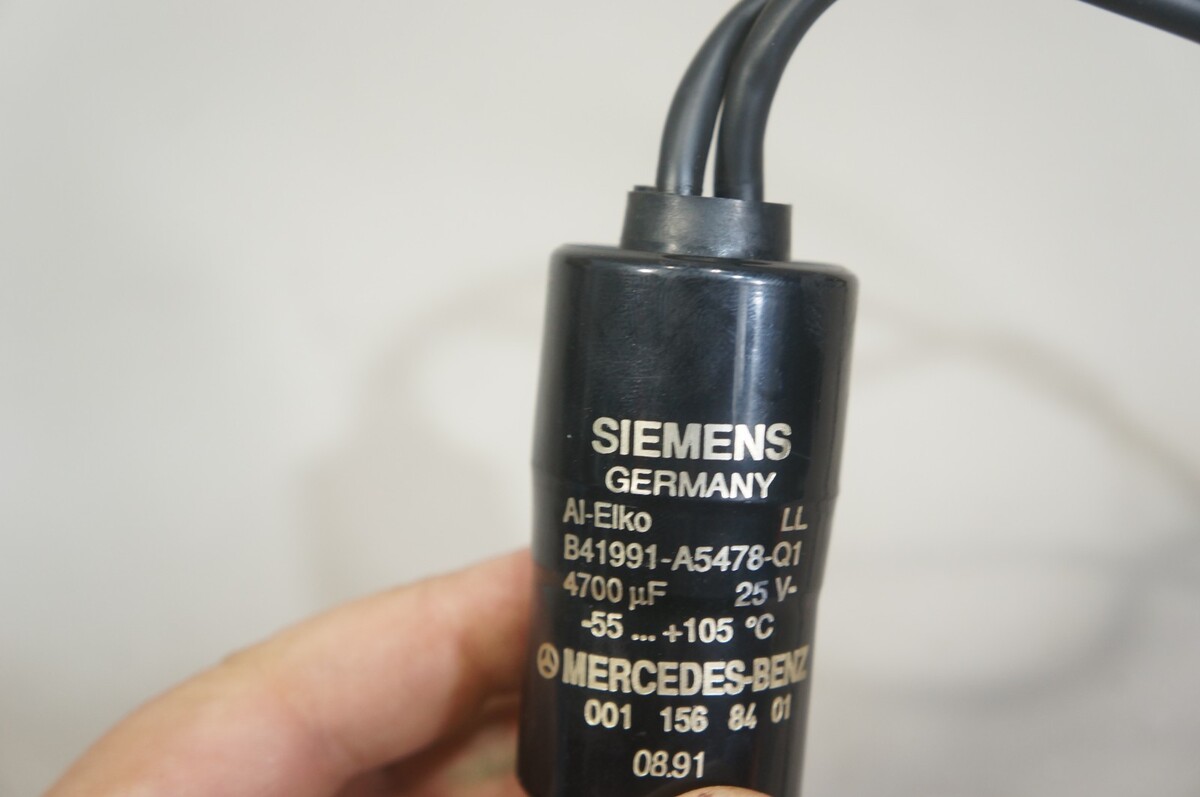 SIEMENS
GERMANY
Al-Elko LL
B41991-A5478-Q1
4700 µF 25 V-
-55 ... +105 °C
MERCEDES-BENZ
001 156 84 01
08.91